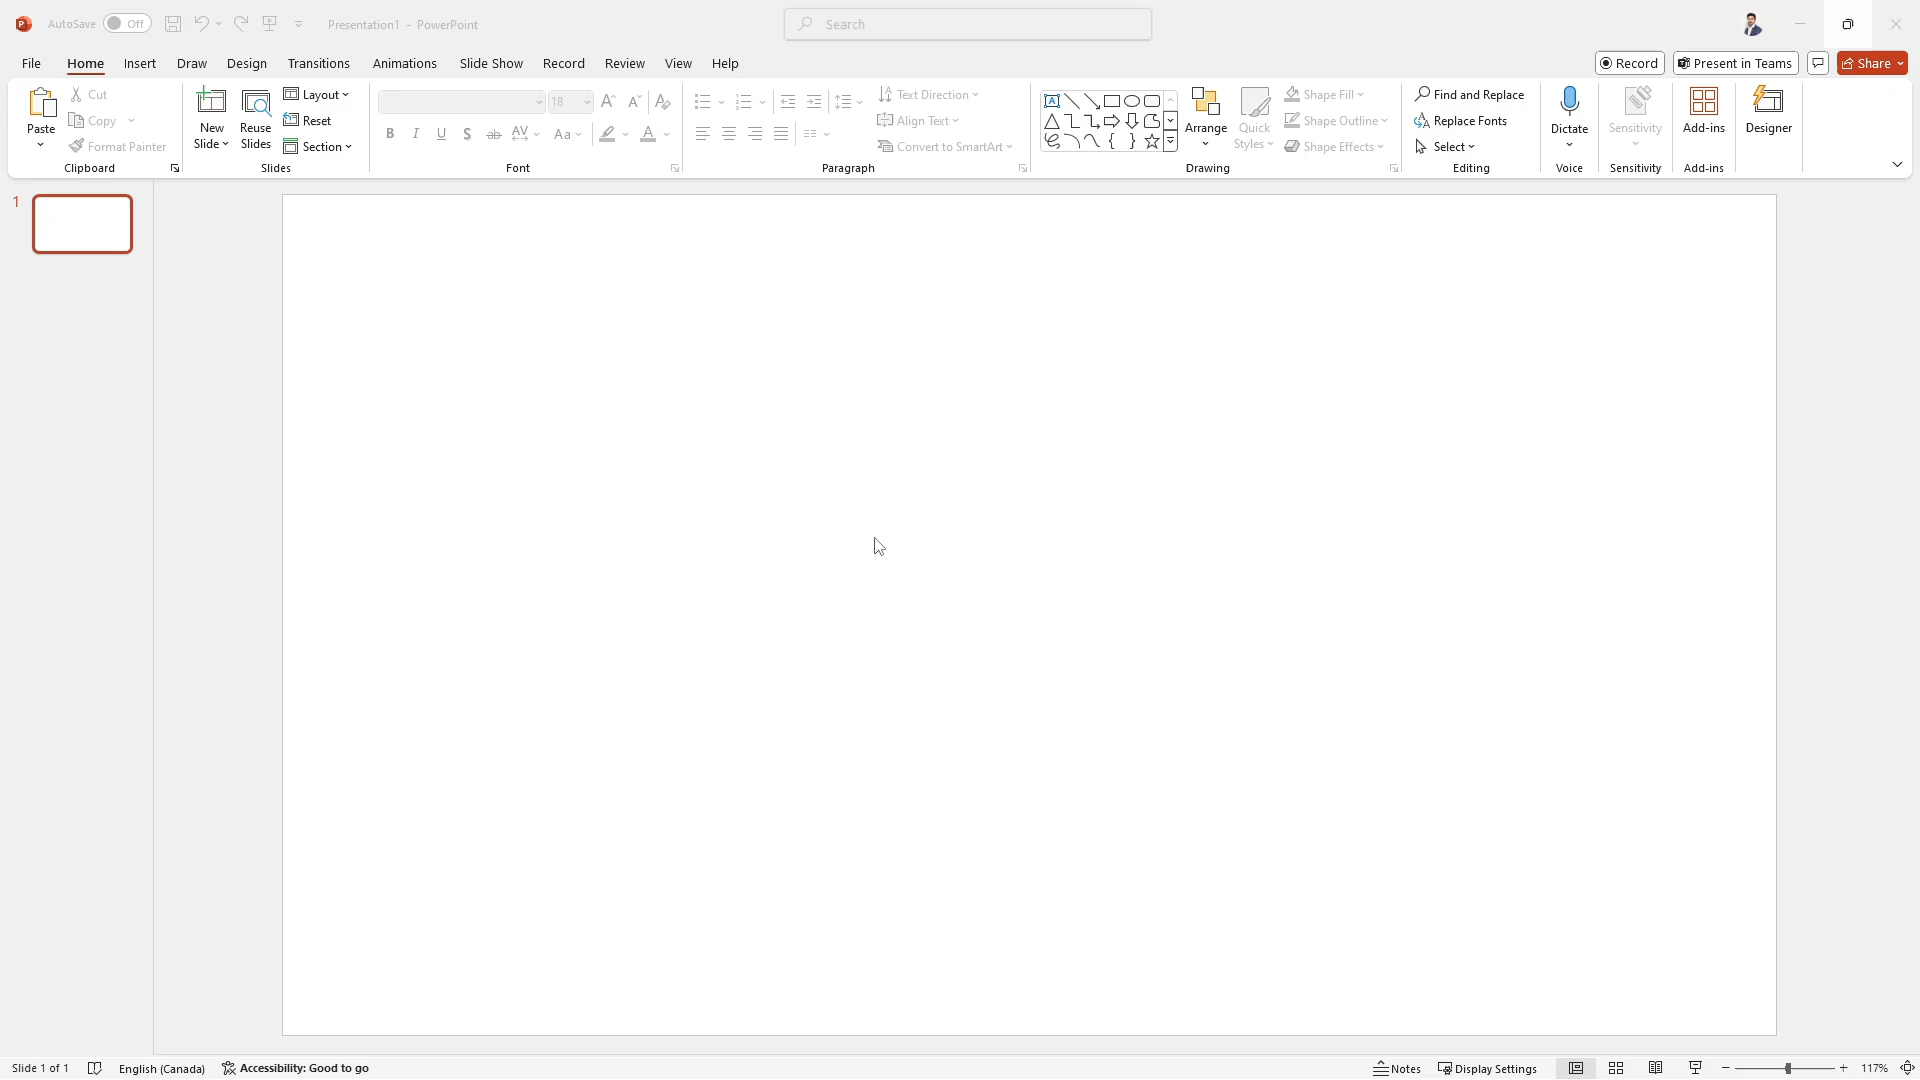 AutoSave Off Presentation1 - PowerPoint Search
File Home Insert Draw Design Transitions Animations Slide Show Record Review View Help Record Present in Teams Share
Paste
Cut
Copy
Format Painter
Clipboard
New
Slide
Reuse
Slides
Layout
Reset
Section
Slides
18
B I U S ab AV Aa A
Font
Text Direction
Align Text
Convert to SmartArt
Paragraph
Arrange
Quick
Styles
Shape Fill
Shape Outline
Shape Effects
Drawing
Find and Replace
Replace Fonts
Select
Editing
Dictate
Voice
Sensitivity
Sensitivity
Add-ins
Add-ins
Designer
1
Slide 1 of 1 English (Canada) Accessibility: Good to go Notes Display Settings 117%